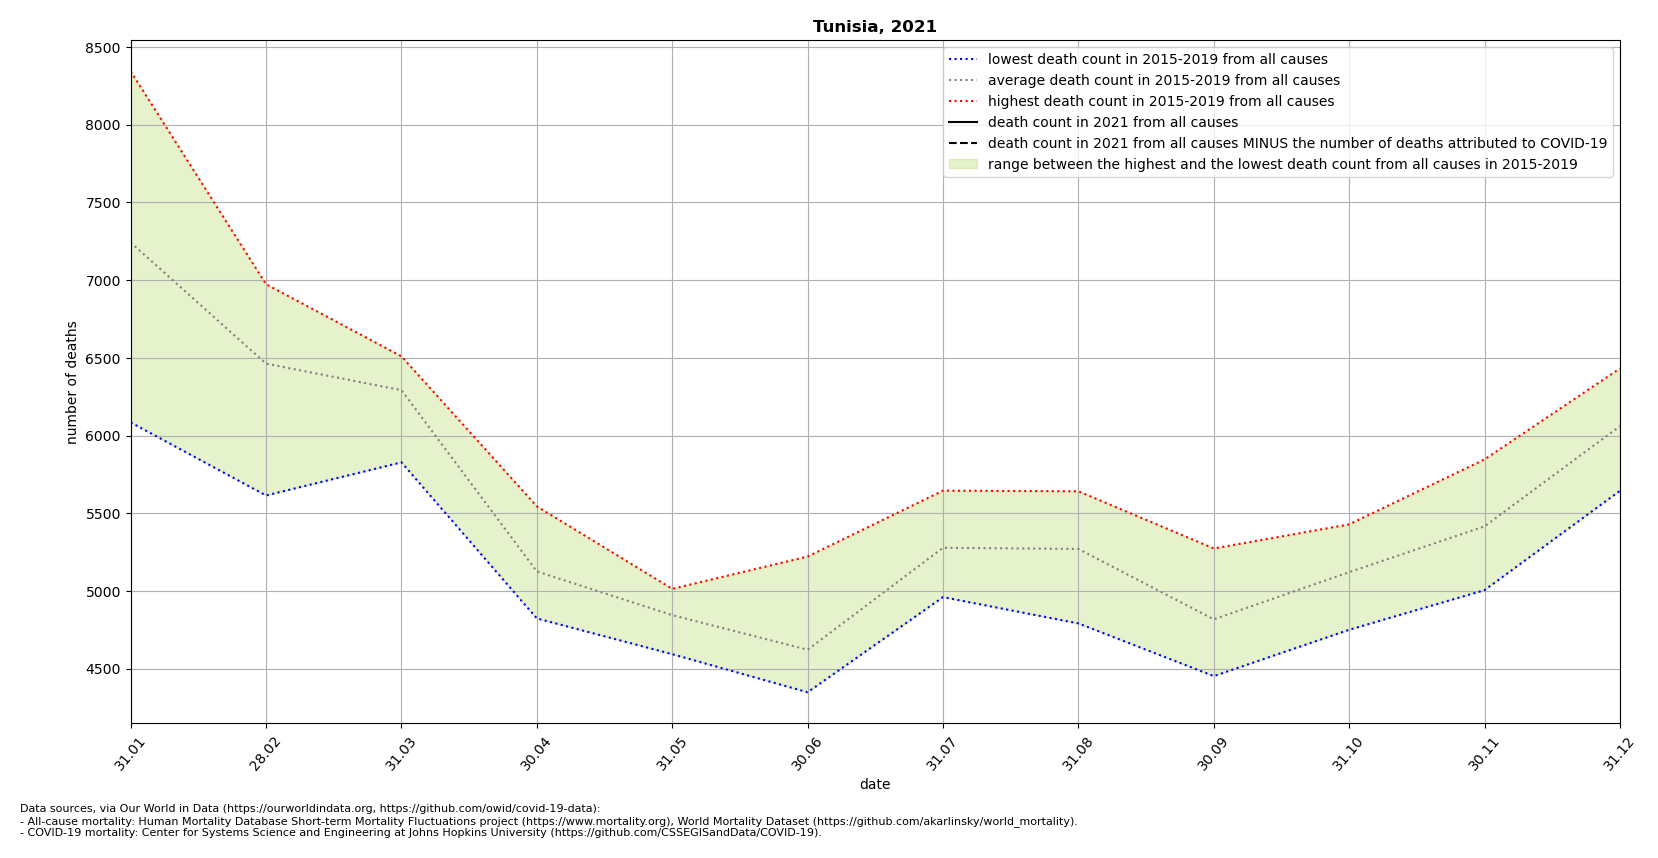 Tunisia, 2021
lowest death count in 2015-2019 from all causes
average death count in 2015-2019 from all causes
highest death count in 2015-2019 from all causes
death count in 2021 from all causes
death count in 2021 from all causes MINUS the number of deaths attributed to COVID-19
range between the highest and the lowest death count from all causes in 2015-2019
number of deaths
8500
8000
7500
7000
6500
6000
5500
5000
4500
31.01
28.02
31.03
30.04
31.05
30.06
31.07
31.08
30.09
31.10
30.11
31.12
date
Data sources, via Our World in Data (https://ourworldindata.org, https://github.com/owid/covid-19-data):
- All-cause mortality: Human Mortality Database Short-term Mortality Fluctuations project (https://www.mortality.org), World Mortality Dataset (https://github.com/akarlinsky/world_mortality).
- COVID-19 mortality: Center for Systems Science and Engineering at Johns Hopkins University (https://github.com/CSSEGISandData/COVID-19).